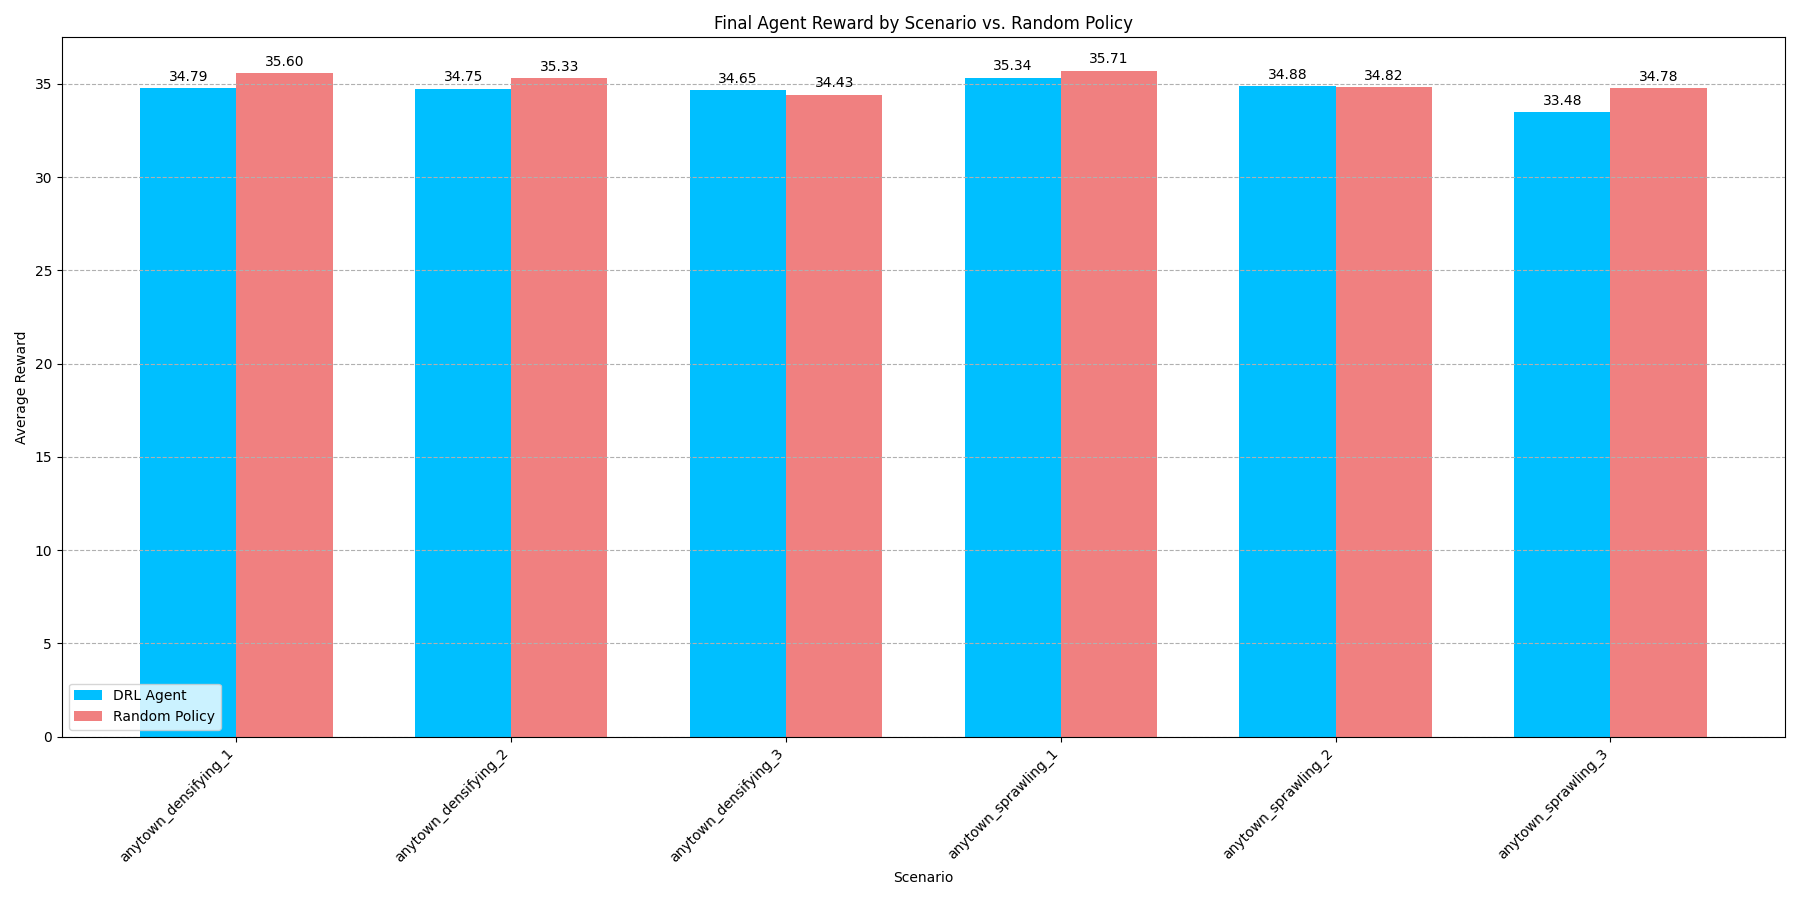 Final Agent Reward by Scenario vs. Random Policy
34.79
35.60
34.75
35.33
34.65
34.43
35.34
35.71
34.88
34.82
33.48
34.78
35
30
25
20
15
10
5
0
Average Reward
DRL Agent
Random Policy
anytown_densifying_1
anytown_densifying_2
anytown_densifying_3
anytown_sprawling_1
anytown_sprawling_2
anytown_sprawling_3
Scenario